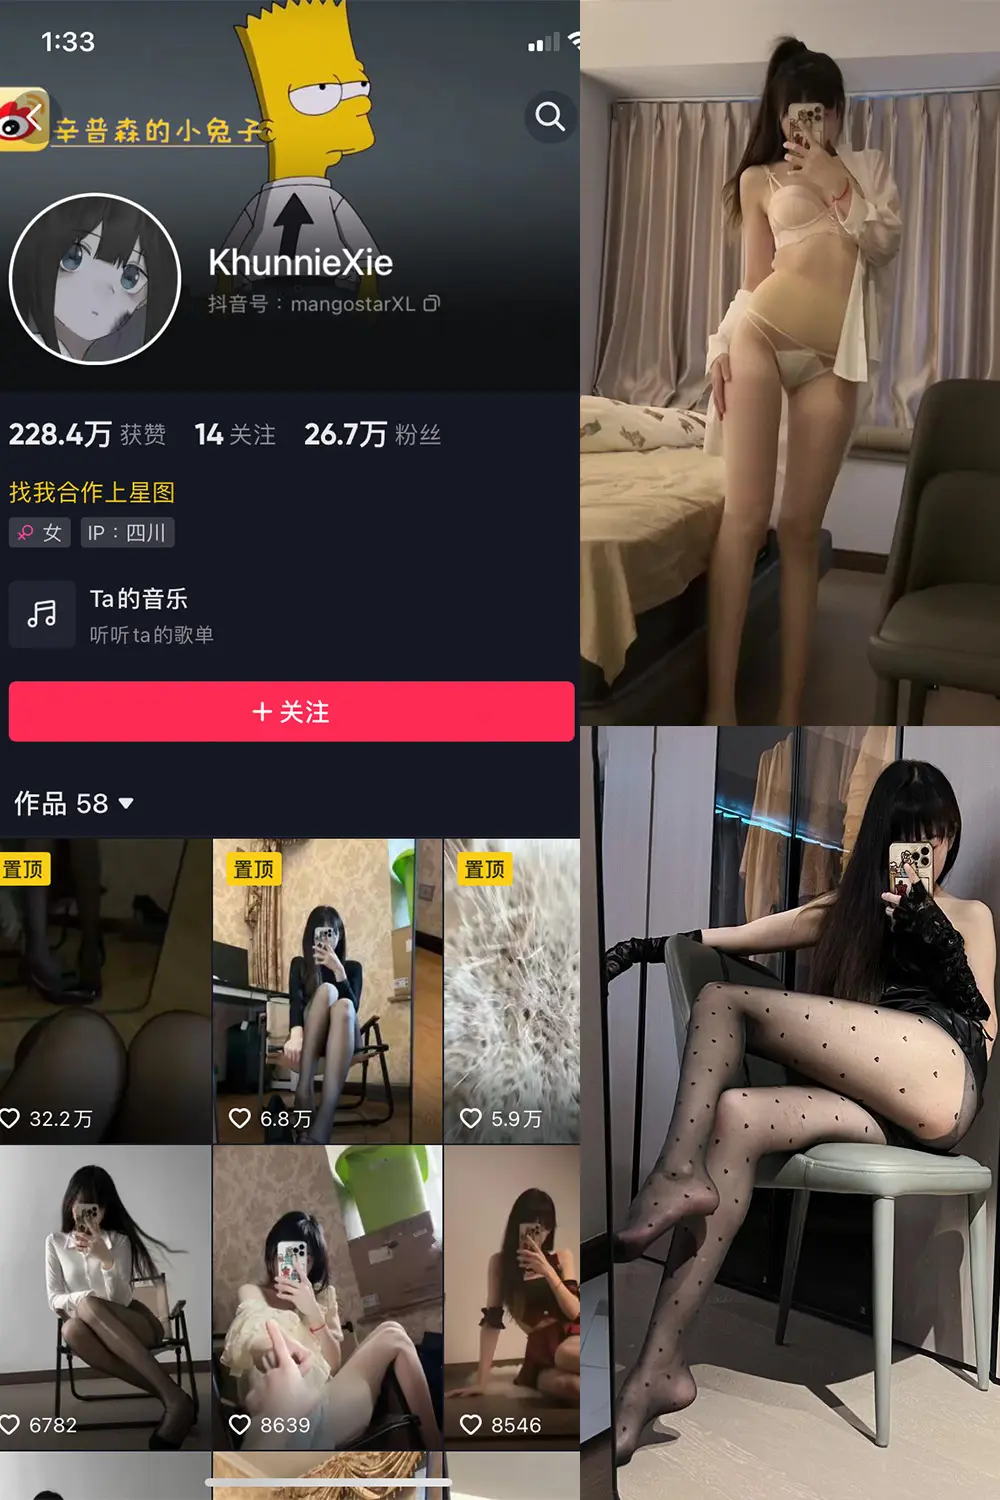 1:33
辛普森的小兔子
KhunnieXie
抖音号：mangostarXL
228.4万 获赞 14 关注 26.7万 粉丝
找我合作上星图
女 IP：四川
Ta的音乐
听听ta的歌单
+ 关注
作品 58
置顶 置顶 置顶
32.2万 6.8万 5.9万
6782 8639 8546